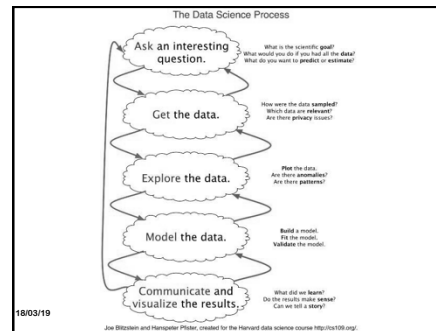 The Data Science Process
Ask an interesting
question.
What is the scientific goal?
What would you do if you had all the data?
What do you want to predict or estimate?
Get the data.
How were the data sampled?
Which data are relevant?
Are there privacy issues?
Explore the data.
Plot the data.
Are there anomalies?
Are there patterns?
Model the data.
Build a model.
Fit the model.
Validate the model.
Communicate and
visualize the results.
What did we learn?
Do the results make sense?
Can we tell a story?
18/03/19
Joe Blitzstein and Hanspeter Pfister, created for the Harvard data science course http://cs109.org/.